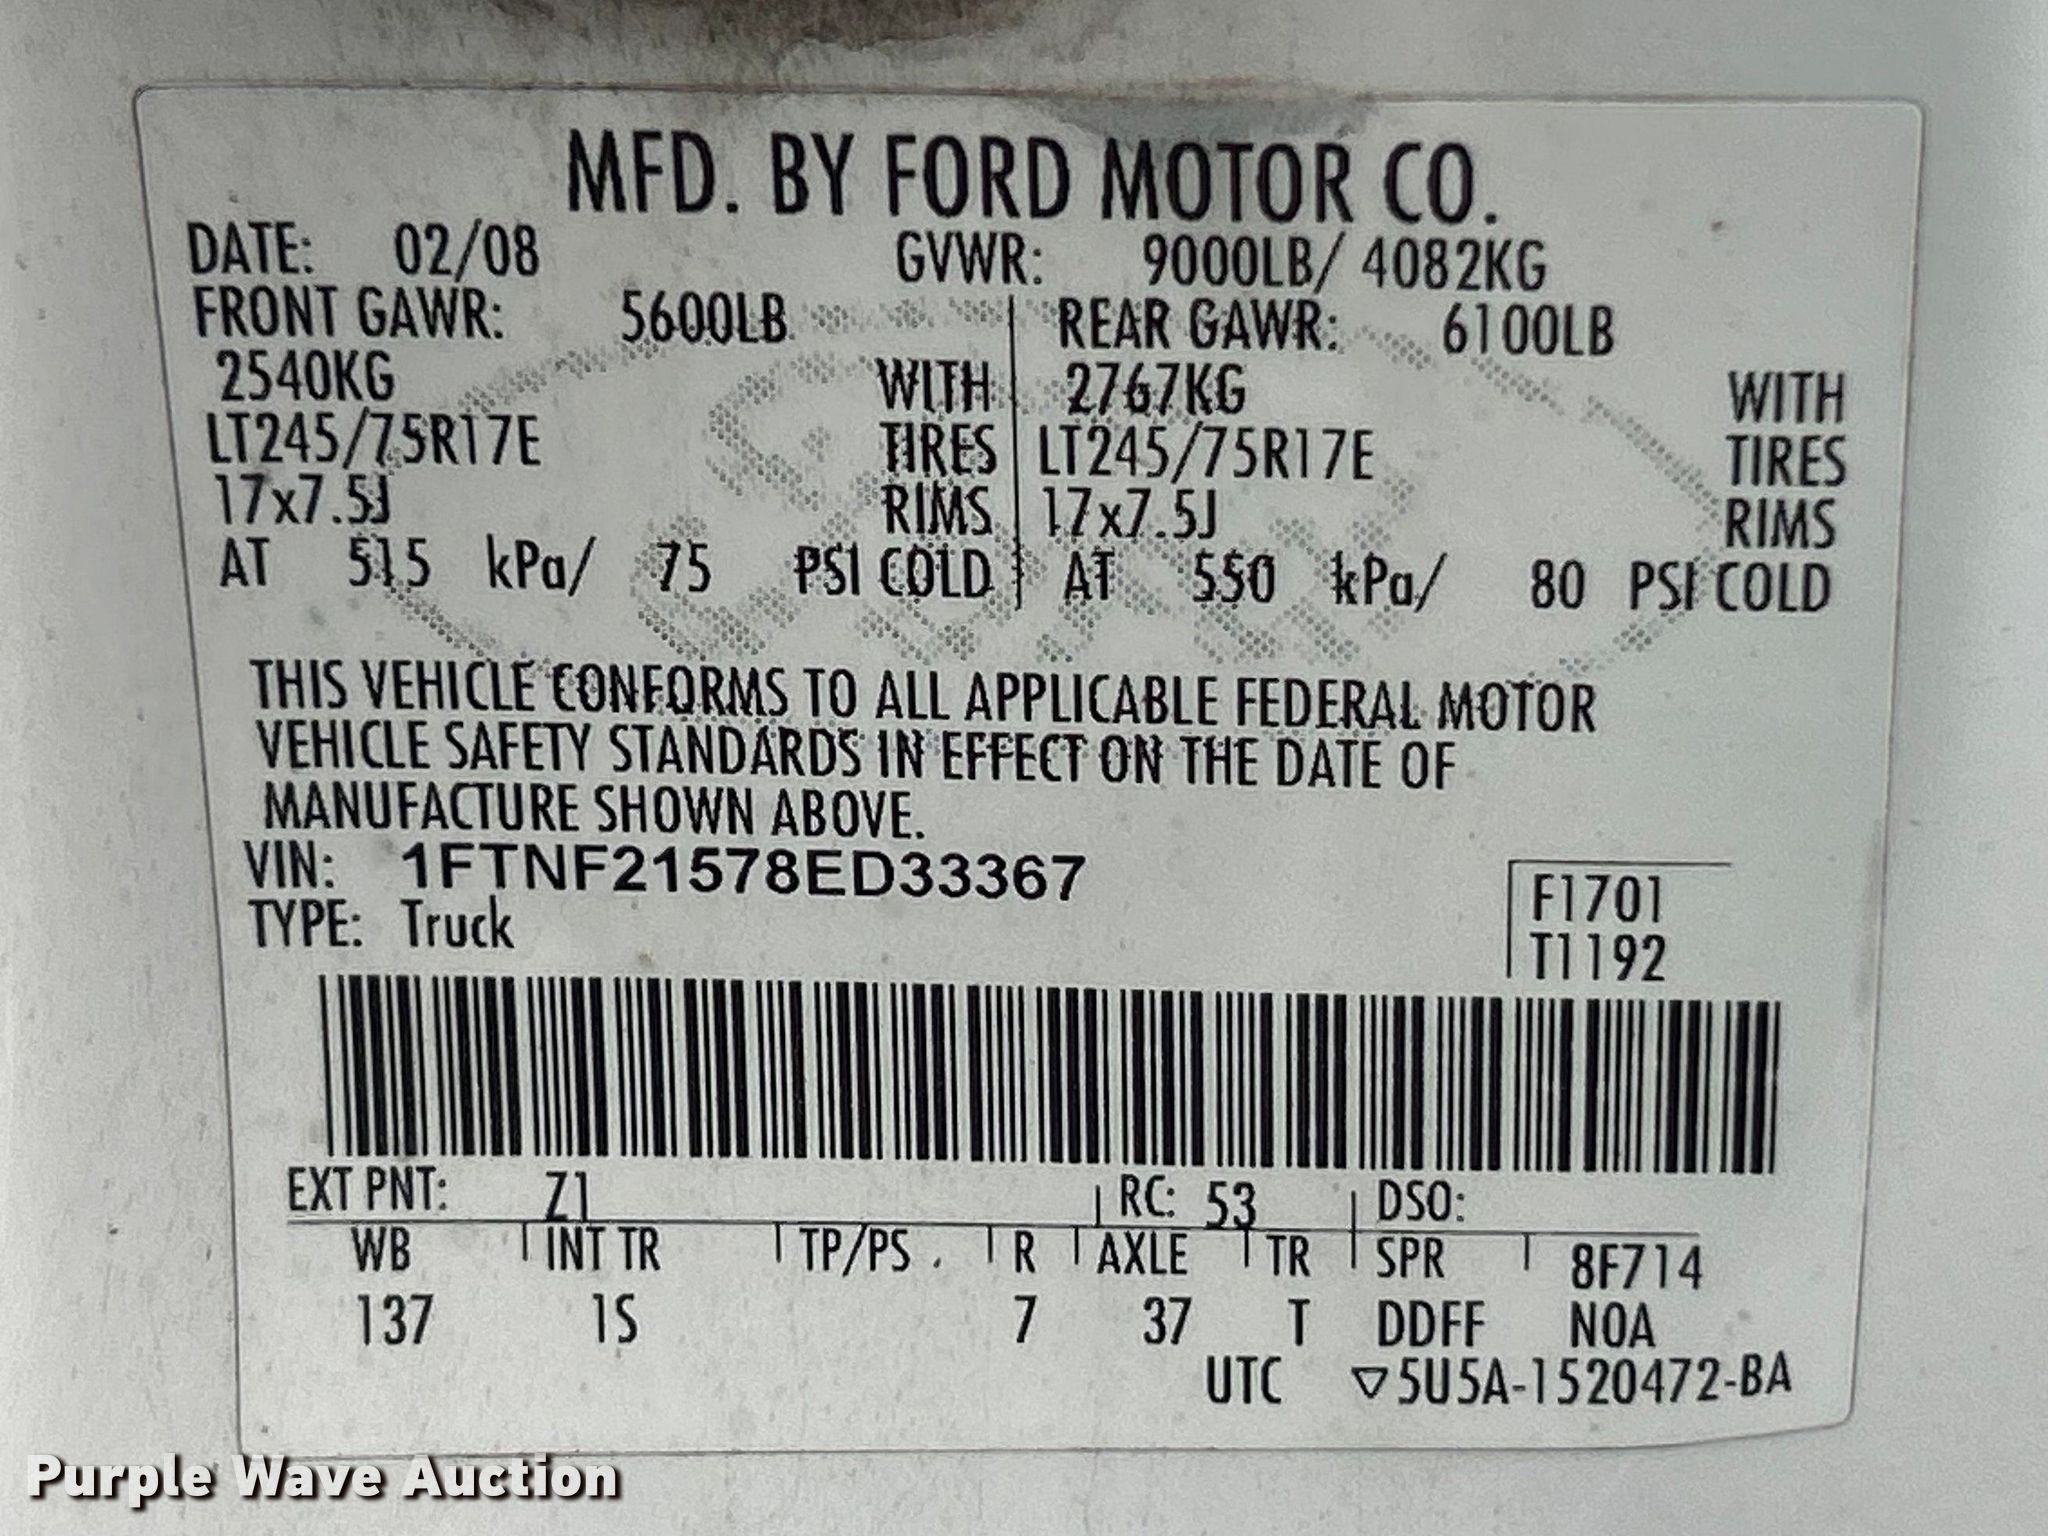 MFD. BY FORD MOTOR CO.
DATE: 02/08 GVWR: 9000LB/ 4082KG
FRONT GAWR: 5600LB REAR GAWR: 6100LB
2540KG WITH 2767KG WITH
LT245/75R17E TIRES LT245/75R17E TIRES
17x7.5J RIMS 17x7.5J RIMS
AT 515 kPa/ 75 PSI COLD AT 550 kPa/ 80 PSI COLD
THIS VEHICLE CONFORMS TO ALL APPLICABLE FEDERAL MOTOR
VEHICLE SAFETY STANDARDS IN EFFECT ON THE DATE OF
MANUFACTURE SHOWN ABOVE.
VIN: 1FTNF21578ED33367
TYPE: Truck
F1701
T1192
EXT PNT: Z1 RC: 53 DSO:
WB INT TR TP/PS R AXLE TR SPR 8F714
137 1S 7 37 T DDFF NOA
UTC ▽5U5A-1520472-BA
Purple Wave Auction